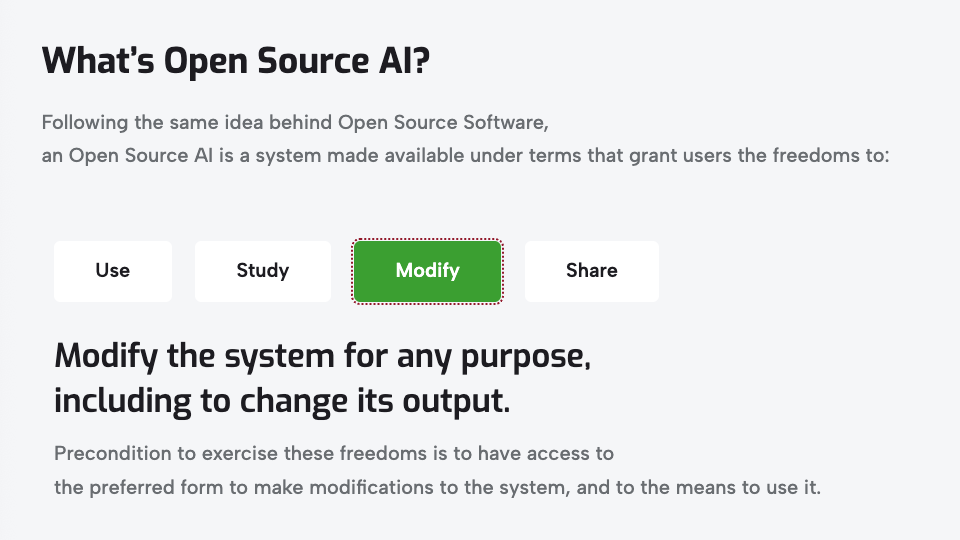 What's Open Source AI?
Following the same idea behind Open Source Software,
an Open Source AI is a system made available under terms that grant users the freedoms to:
Use
Study
Modify
Share
Modify the system for any purpose,
including to change its output.
Precondition to exercise these freedoms is to have access to
the preferred form to make modifications to the system, and to the means to use it.